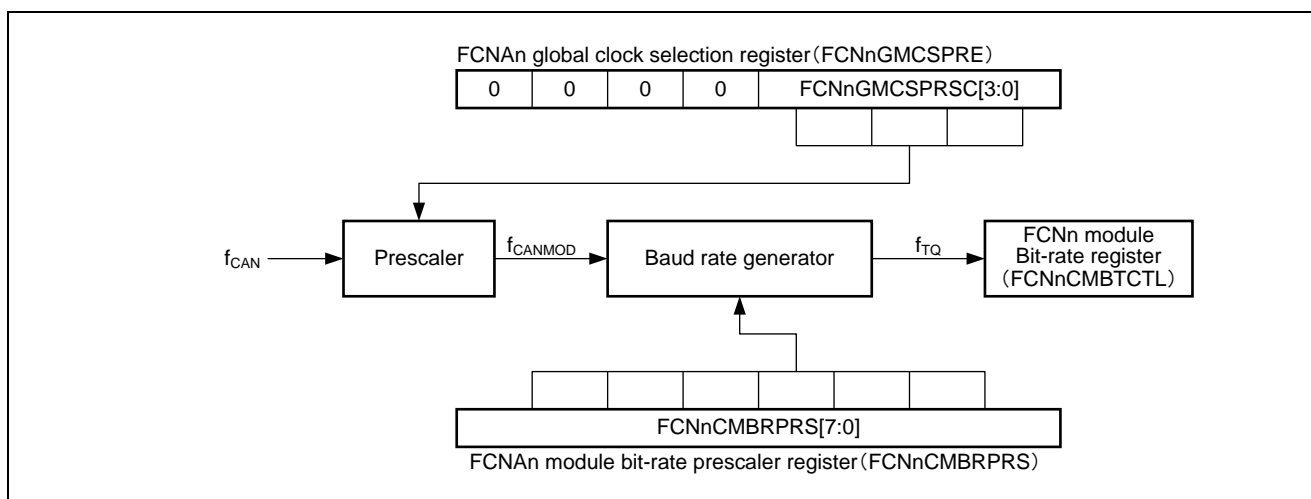 FCNAn global clock selection register（FCNnGMCSPRE）
0 0 0 0 FCNnGMCSPRSC[3:0]
fCAN
Prescaler
fCANMOD
Baud rate generator
fTQ
FCNn module
Bit-rate register
（FCNnCMBTCTL）
FCNnCMBRPRS[7:0]
FCNAn module bit-rate prescaler register（FCNnCMBRPRS）